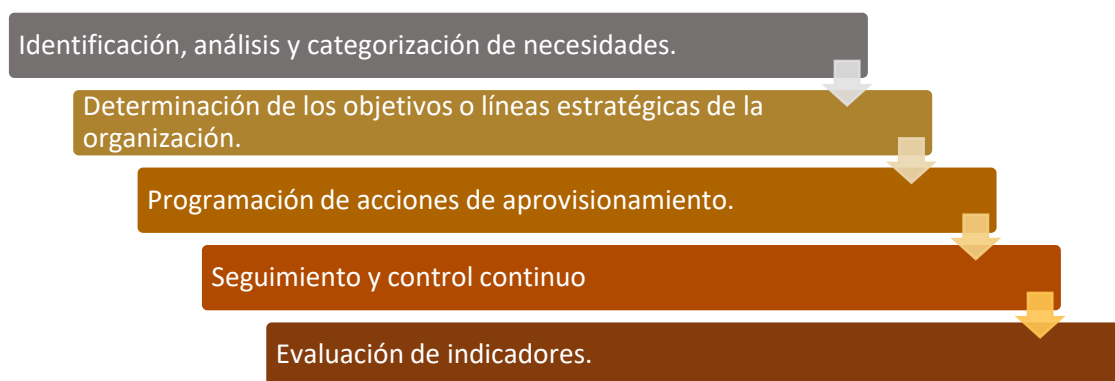 Identificación, análisis y categorización de necesidades.
Determinación de los objetivos o líneas estratégicas de la
organización.
Programación de acciones de aprovisionamiento.
Seguimiento y control continuo
Evaluación de indicadores.